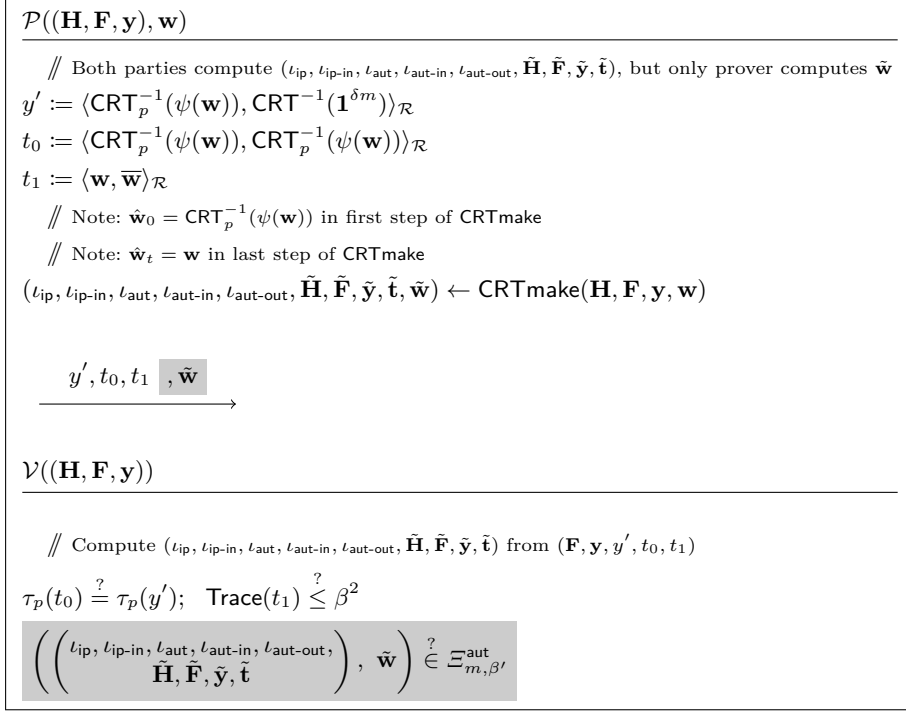 𝒫((𝐇, 𝐅, 𝐲), 𝐰)
// Both parties compute (ι_ip, ι_ip-in, ι_aut, ι_aut-in, ι_aut-out, 𝐇̃, 𝐅̃, 𝐲̃, 𝐭̃), but only prover computes 𝐰̃
y′ := ⟨CRT_p^{-1}(ψ(𝐰)), CRT^{-1}(𝟏^{δm})⟩_ℛ
t_0 := ⟨CRT_p^{-1}(ψ(𝐰)), CRT_p^{-1}(ψ(𝐰))⟩_ℛ
t_1 := ⟨𝐰, 𝐰̅⟩_ℛ
// Note: 𝐰̂_0 = CRT_p^{-1}(ψ(𝐰)) in first step of CRTmake
// Note: 𝐰̂_t = 𝐰 in last step of CRTmake
(ι_ip, ι_ip-in, ι_aut, ι_aut-in, ι_aut-out, 𝐇̃, 𝐅̃, 𝐲̃, 𝐭̃, 𝐰̃) ← CRTmake(𝐇, 𝐅, 𝐲, 𝐰)
y′, t_0, t_1 , 𝐰̃
𝒱((𝐇, 𝐅, 𝐲))
// Compute (ι_ip, ι_ip-in, ι_aut, ι_aut-in, ι_aut-out, 𝐇̃, 𝐅̃, 𝐲̃, 𝐭̃) from (𝐅, 𝐲, y′, t_0, t_1)
τ_p(t_0) ≟ τ_p(y′); Trace(t_1) ≤^? β^2
((ι_ip, ι_ip-in, ι_aut, ι_aut-in, ι_aut-out,
𝐇̃, 𝐅̃, 𝐲̃, 𝐭̃), 𝐰̃) ∈^? Ξ^aut_{m,β′}